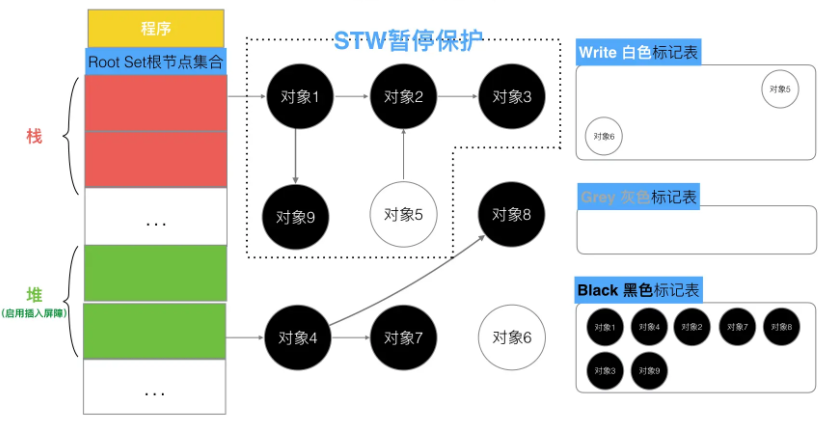 程序
STW暂停保护
Root Set根节点集合
Write 白色标记表
栈
对象1
对象2
对象3
对象5
对象6
Grey 灰色标记表
...
对象9
对象5
对象8
堆
(启用插入屏障)
Black 黑色标记表
对象4
对象7
对象6
对象1
对象4
对象2
对象7
对象8
对象3
对象9
...